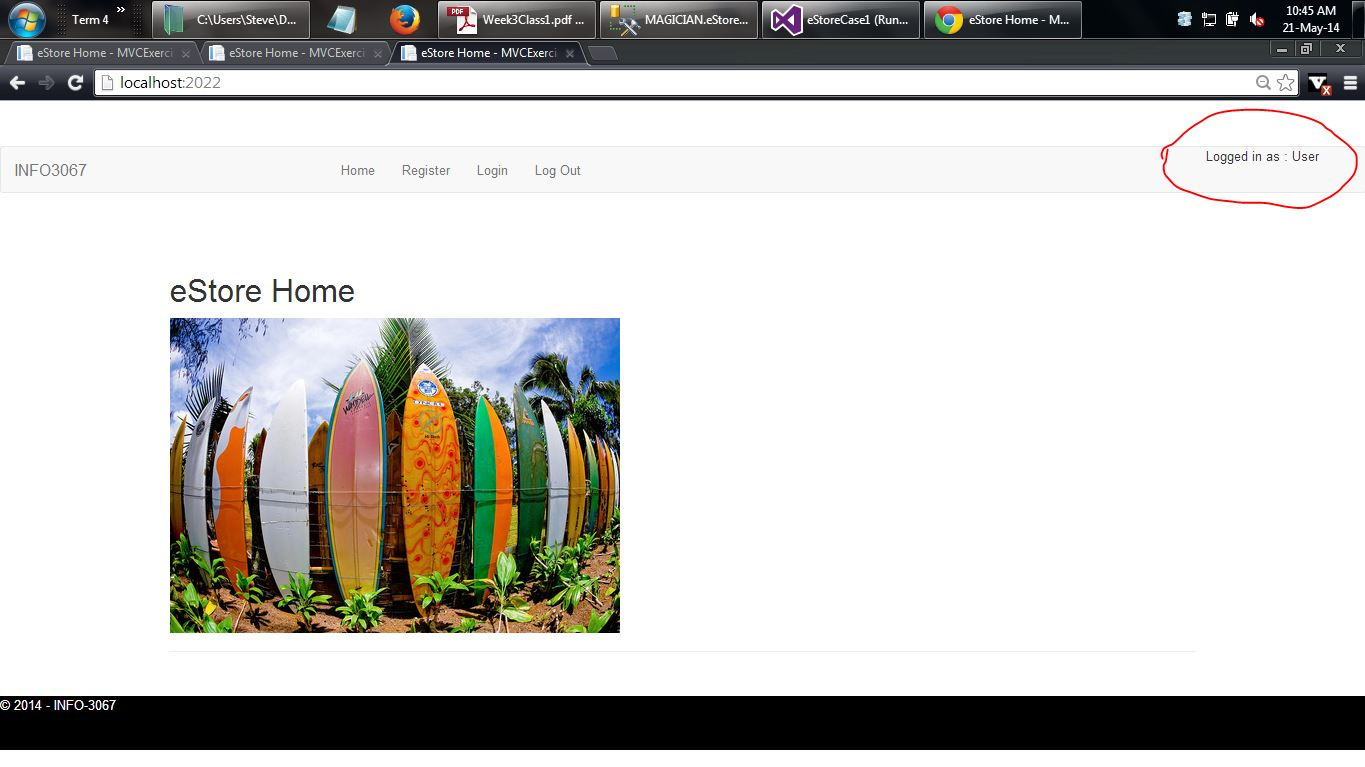 Term 4
»
C:\Users\Steve\D...
PDF
Week3Class1.pdf ...
MAGICIAN.eStore...
eStoreCase1 (Run...
eStore Home - M...
10:45 AM
21-May-14
eStore Home - MVCExerci
eStore Home - MVCExerci
eStore Home - MVCExerci
localhost:2022
INFO3067
Home
Register
Login
Log Out
Logged in as : User
eStore Home
© 2014 - INFO-3067